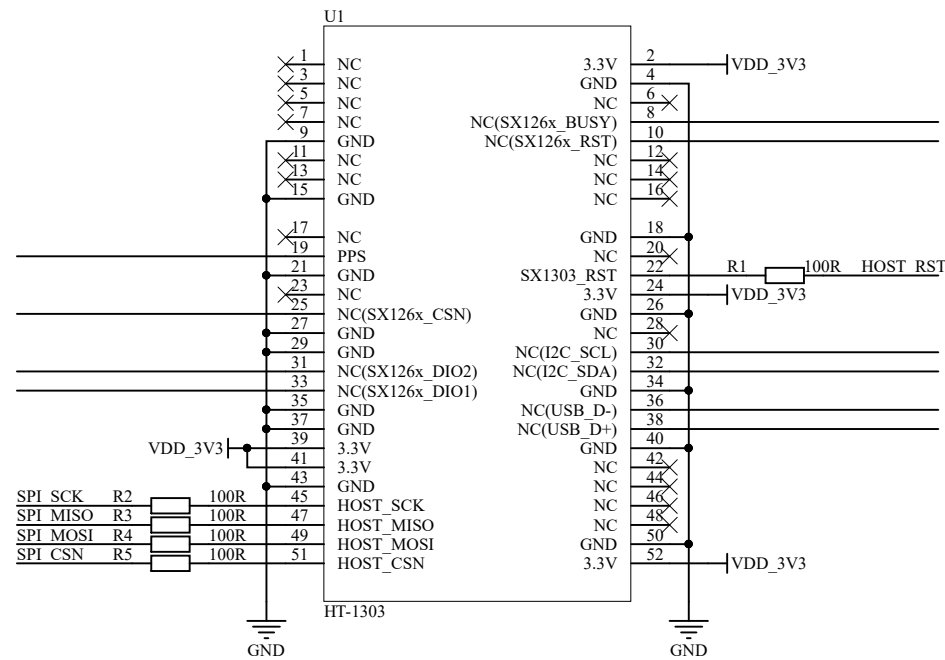 U1
1 NC
3 NC
5 NC
7 NC
9 GND
11 NC
13 NC
15 GND
17 NC
19 PPS
21 GND
23 NC
25 NC(SX126x_CSN)
27 GND
29 GND
31 NC(SX126x_DIO2)
33 NC(SX126x_DIO1)
35 GND
37 GND
VDD_3V3 39 3.3V
41 3.3V
43 GND
SPI_SCK R2 100R 45 HOST_SCK
SPI_MISO R3 100R 47 HOST_MISO
SPI_MOSI R4 100R 49 HOST_MOSI
SPI_CSN R5 100R 51 HOST_CSN
3.3V 2 VDD_3V3
GND 4
NC 6
NC(SX126x_BUSY) 8
NC(SX126x_RST) 10
NC 12
NC 14
NC 16
GND 18
NC 20
SX1303_RST 22 R1 100R HOST_RST
3.3V 24 VDD_3V3
GND 26
NC 28
NC(I2C_SCL) 30
NC(I2C_SDA) 32
GND 34
NC(USB_D-) 36
NC(USB_D+) 38
GND 40
NC 42
NC 44
NC 46
NC 48
GND 50
3.3V 52 VDD_3V3
HT-1303
GND
GND